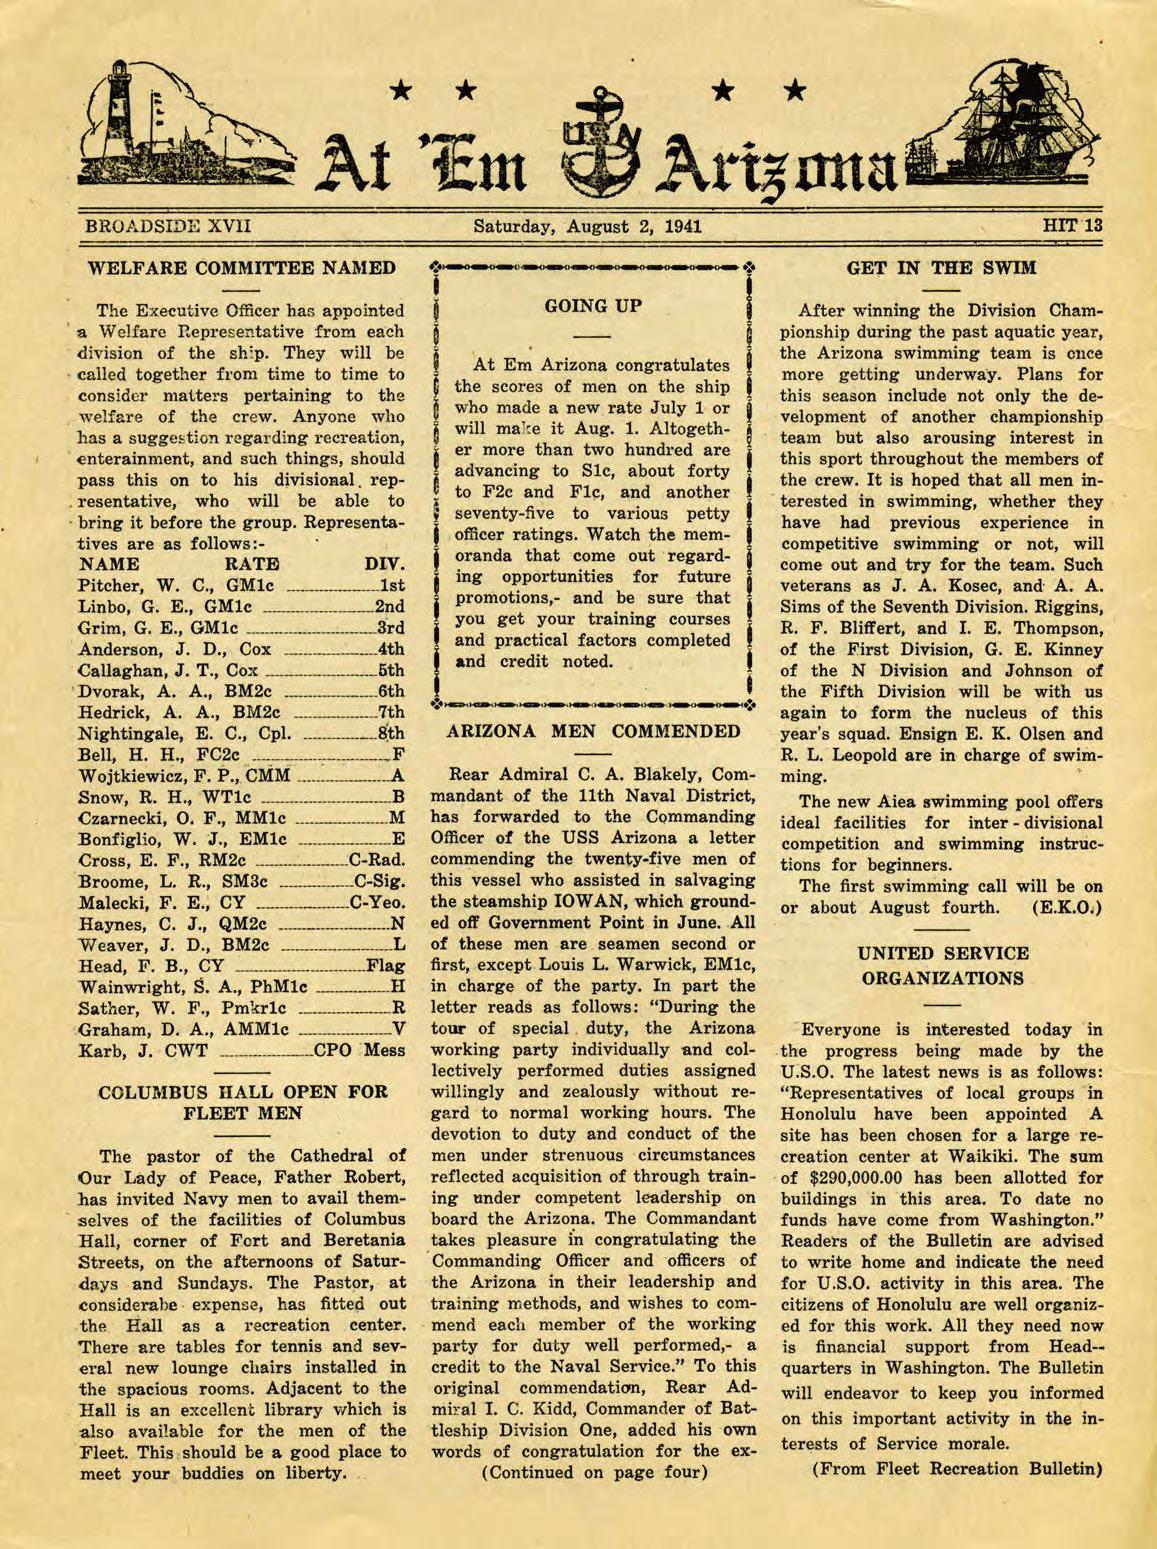 At 'Em Arizona
U N
BROADSIDE XVII Saturday, August 2, 1941 HIT 13
WELFARE COMMITTEE NAMED
The Executive Officer has appointed
a Welfare Representative from each
division of the ship. They will be
called together from time to time to
consider matters pertaining to the
welfare of the crew. Anyone who
has a suggestion regarding recreation,
enterainment, and such things, should
pass this on to his divisional rep-
resentative, who will be able to
bring it before the group. Representa-
tives are as follows:-
NAME RATE DIV.
Pitcher, W. C., GM1c 1st
Linbo, G. E., GM1c 2nd
Grim, G. E., GM1c 3rd
Anderson, J. D., Cox 4th
Callaghan, J. T., Cox 5th
Dvorak, A. A., BM2c 6th
Hedrick, A. A., BM2c 7th
Nightingale, E. C., Cpl. 8th
Bell, H. H., FC2c F
Wojtkiewicz, F. P., CMM A
Snow, R. H., WT1c B
Czarnecki, O. F., MM1c M
Bonfiglio, W. J., EM1c E
Cross, E. F., RM2c C-Rad.
Broome, L. R., SM3c C-Sig.
Malecki, F. E., CY C-Yeo.
Haynes, C. J., QM2c N
Weaver, J. D., BM2c L
Head, F. B., CY Flag
Wainwright, S. A., PhM1c H
Sather, W. F., Pmkr1c R
Graham, D. A., AMM1c V
Karb, J. CWT CPO Mess
COLUMBUS HALL OPEN FOR
FLEET MEN
The pastor of the Cathedral of
Our Lady of Peace, Father Robert,
has invited Navy men to avail them-
selves of the facilities of Columbus
Hall, corner of Fort and Beretania
Streets, on the afternoons of Satur-
days and Sundays. The Pastor, at
considerabe expense, has fitted out
the Hall as a recreation center.
There are tables for tennis and sev-
eral new lounge chairs installed in
the spacious rooms. Adjacent to the
Hall is an excellent library which is
also available for the men of the
Fleet. This should be a good place to
meet your buddies on liberty.
GOING UP
At Em Arizona congratulates
the scores of men on the ship
who made a new rate July 1 or
will make it Aug. 1. Altogeth-
er more than two hundred are
advancing to S1c, about forty
to F2c and F1c, and another
seventy-five to various petty
officer ratings. Watch the mem-
oranda that come out regard-
ing opportunities for future
promotions,- and be sure that
you get your training courses
and practical factors completed
and credit noted.
ARIZONA MEN COMMENDED
Rear Admiral C. A. Blakely, Com-
mandant of the 11th Naval District,
has forwarded to the Commanding
Officer of the USS Arizona a letter
commending the twenty-five men of
this vessel who assisted in salvaging
the steamship IOWAN, which ground-
ed off Government Point in June. All
of these men are seamen second or
first, except Louis L. Warwick, EM1c,
in charge of the party. In part the
letter reads as follows: "During the
tour of special duty, the Arizona
working party individually and col-
lectively performed duties assigned
willingly and zealously without re-
gard to normal working hours. The
devotion to duty and conduct of the
men under strenuous circumstances
reflected acquisition of through train-
ing under competent leadership on
board the Arizona. The Commandant
takes pleasure in congratulating the
Commanding Officer and officers of
the Arizona in their leadership and
training methods, and wishes to com-
mend each member of the working
party for duty well performed,- a
credit to the Naval Service." To this
original commendation, Rear Ad-
miral I. C. Kidd, Commander of Bat-
tleship Division One, added his own
words of congratulation for the ex-
(Continued on page four)
GET IN THE SWIM
After winning the Division Cham-
pionship during the past aquatic year,
the Arizona swimming team is once
more getting underway. Plans for
this season include not only the de-
velopment of another championship
team but also arousing interest in
this sport throughout the members of
the crew. It is hoped that all men in-
terested in swimming, whether they
have had previous experience in
competitive swimming or not, will
come out and try for the team. Such
veterans as J. A. Kosec, and A. A.
Sims of the Seventh Division. Riggins,
R. F. Bliffert, and I. E. Thompson,
of the First Division, G. E. Kinney
of the N Division and Johnson of
the Fifth Division will be with us
again to form the nucleus of this
year's squad. Ensign E. K. Olsen and
R. L. Leopold are in charge of swim-
ming.
The new Aiea swimming pool offers
ideal facilities for inter-divisional
competition and swimming instruc-
tions for beginners.
The first swimming call will be on
or about August fourth. (E.K.O.)
UNITED SERVICE
ORGANIZATIONS
Everyone is interested today in
the progress being made by the
U.S.O. The latest news is as follows:
"Representatives of local groups in
Honolulu have been appointed A
site has been chosen for a large re-
creation center at Waikiki. The sum
of $290,000.00 has been allotted for
buildings in this area. To date no
funds have come from Washington."
Readers of the Bulletin are advised
to write home and indicate the need
for U.S.O. activity in this area. The
citizens of Honolulu are well organiz-
ed for this work. All they need now
is financial support from Head--
quarters in Washington. The Bulletin
will endeavor to keep you informed
on this important activity in the in-
terests of Service morale.
(From Fleet Recreation Bulletin)